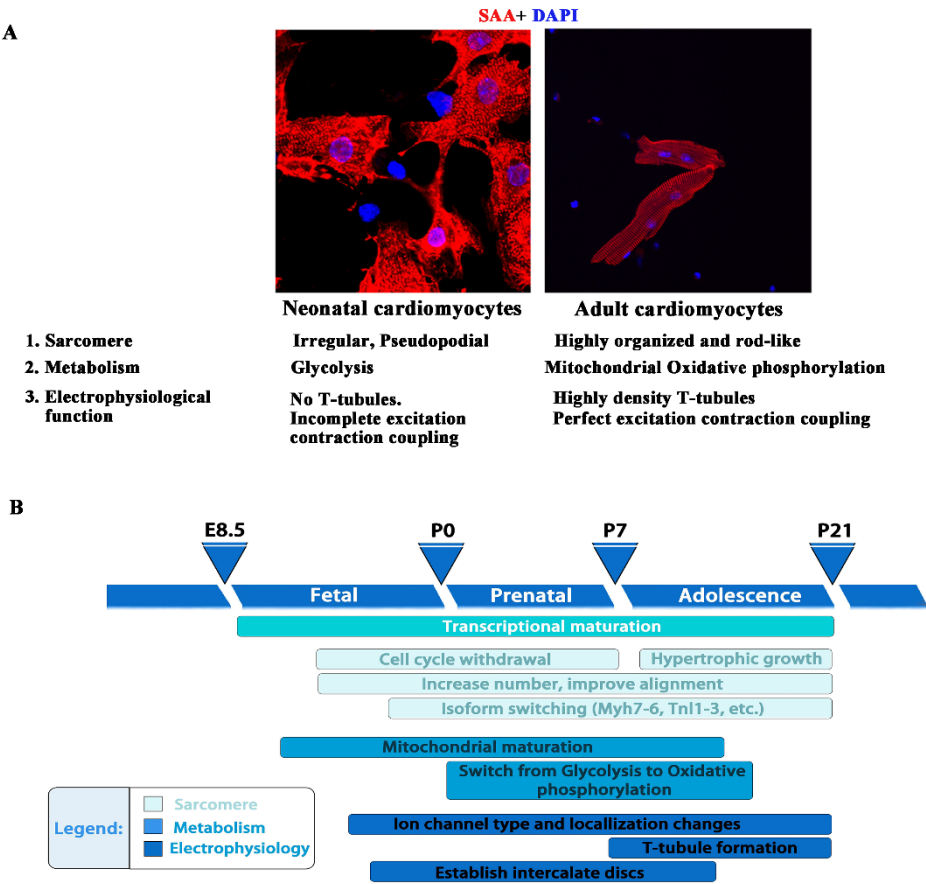 SAA+ DAPI
A
Neonatal cardiomyocytes
Adult cardiomyocytes
1. Sarcomere
Irregular, Pseudopodial
Highly organized and rod-like
2. Metabolism
Glycolysis
Mitochondrial Oxidative phosphorylation
3. Electrophysiological
function
No T-tubules.
Incomplete excitation
contraction coupling
Highly density T-tubules
Perfect excitation contraction coupling
B
E8.5
P0
P7
P21
Fetal
Prenatal
Adolescence
Transcriptional maturation
Cell cycle withdrawal
Hypertrophic growth
Increase number, improve alignment
Isoform switching (Myh7-6, Tnl1-3, etc.)
Mitochondrial maturation
Switch from Glycolysis to Oxidative
phosphorylation
Legend:
Sarcomere
Metabolism
Electrophysiology
Ion channel type and locallization changes
T-tubule formation
Establish intercalate discs